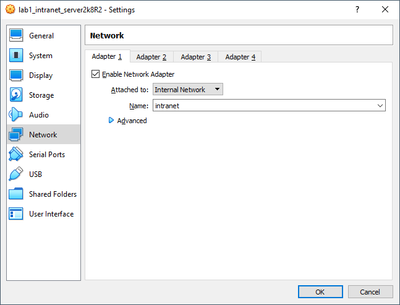 lab1_intranet_server2k8R2 - Settings
? ×
General
System
Display
Storage
Audio
Network
Serial Ports
USB
Shared Folders
User Interface
Network
Adapter 1 Adapter 2 Adapter 3 Adapter 4
Enable Network Adapter
Attached to: Internal Network
Name: intranet
Advanced
OK Cancel